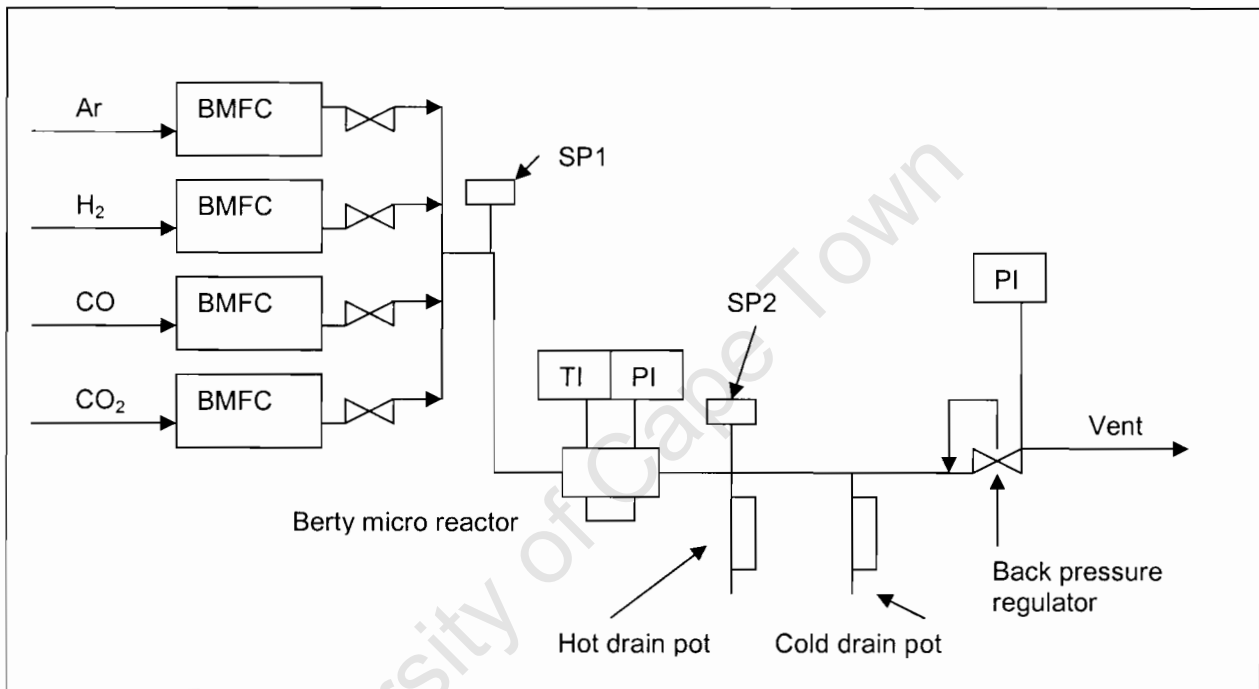 Ar
BMFC
SP1
H₂
BMFC
CO
BMFC
SP2
PI
TI
PI
CO₂
BMFC
Vent
Berty micro reactor
Back pressure
regulator
Hot drain pot
Cold drain pot
University of Cape Town